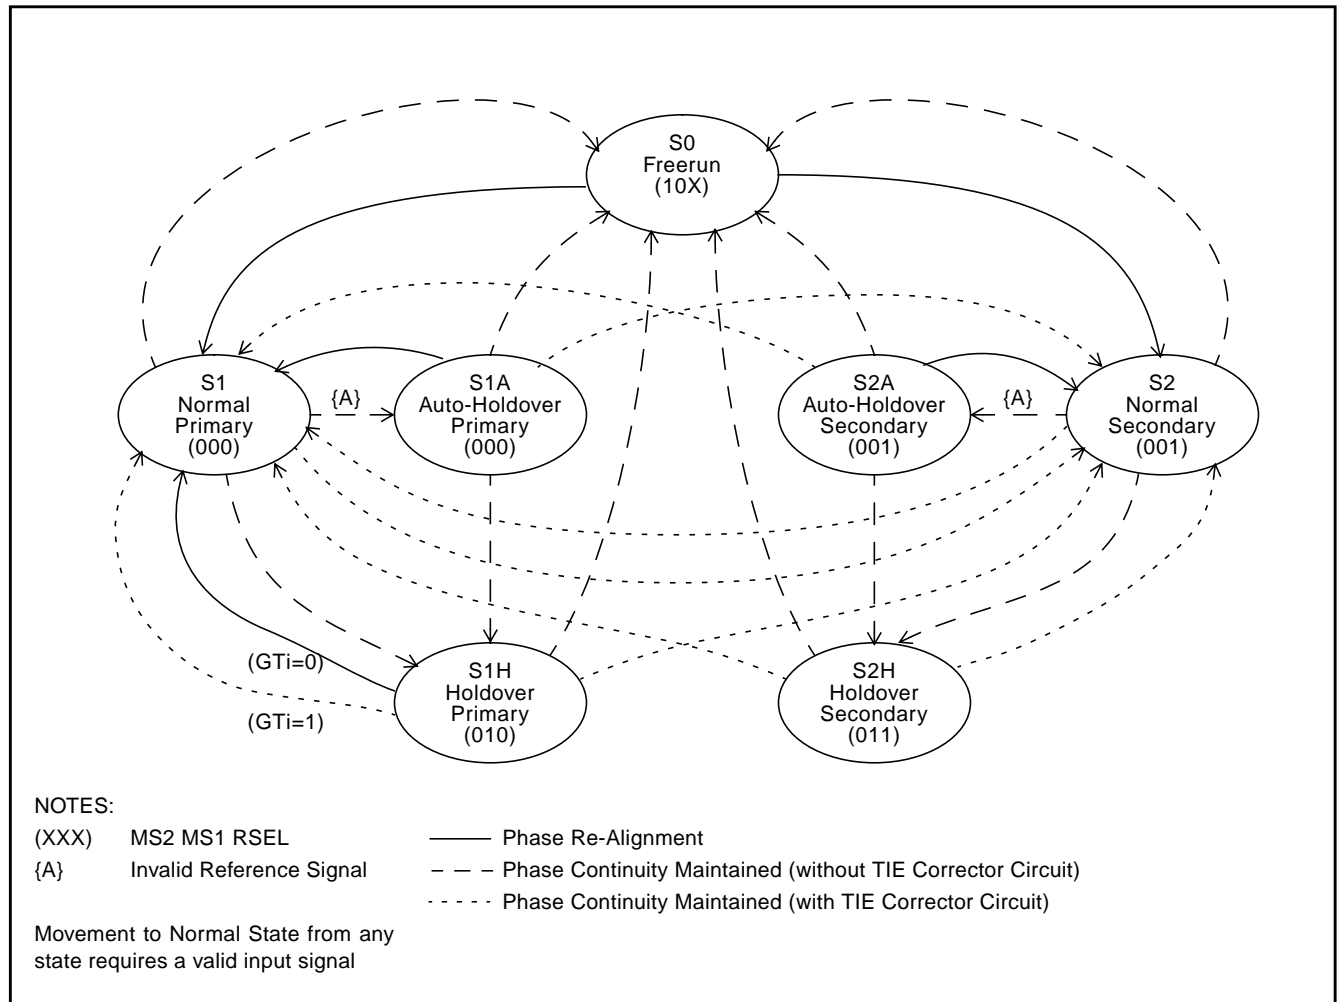 S0
Freerun
(10X)
S1
Normal
Primary
(000)
{A}
S1A
Auto-Holdover
Primary
(000)
S2A
Auto-Holdover
Secondary
(001)
{A}
S2
Normal
Secondary
(001)
(GTi=0)
(GTi=1)
S1H
Holdover
Primary
(010)
S2H
Holdover
Secondary
(011)
NOTES:
(XXX) MS2 MS1 RSEL
{A} Invalid Reference Signal
Phase Re-Alignment
Phase Continuity Maintained (without TIE Corrector Circuit)
Phase Continuity Maintained (with TIE Corrector Circuit)
Movement to Normal State from any
state requires a valid input signal